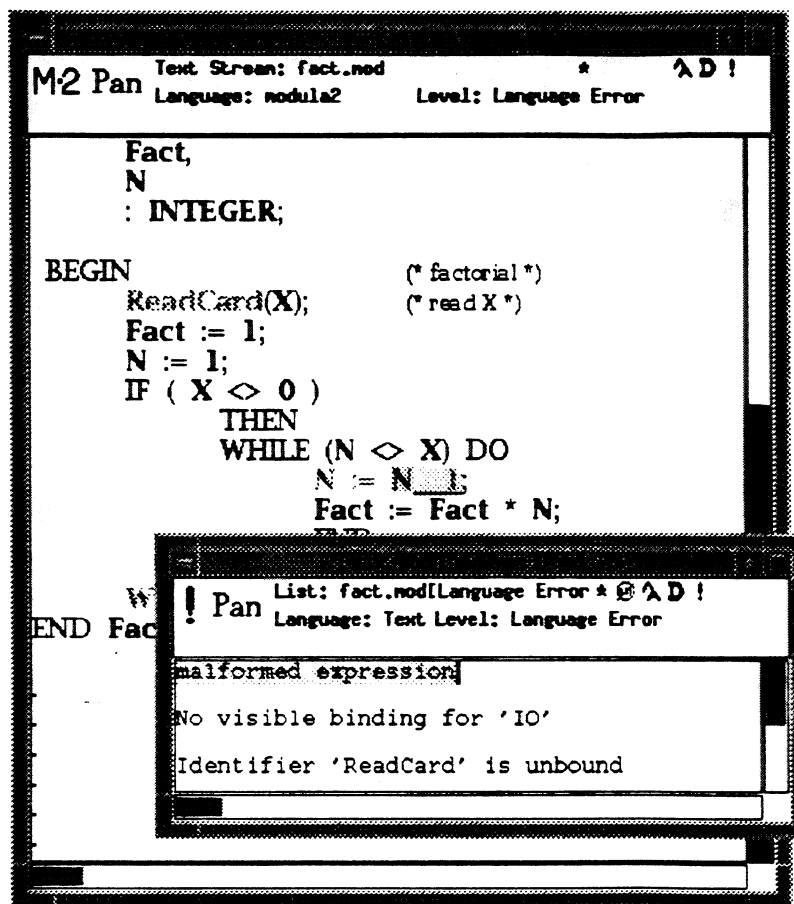 M·2 Pan Text Stream: fact.mod * λ D !
Language: modula2 Level: Language Error
Fact,
N
: INTEGER;
BEGIN (* factorial *)
ReadCard(X); (* read X *)
Fact := 1;
N := 1;
IF ( X <> 0 )
THEN
WHILE (N <> X) DO
N := N 1;
Fact := Fact * N;
END
W
END Fac
! Pan List: fact.mod[Language Error * @ λ D !
Language: Text Level: Language Error
malformed expression
No visible binding for 'IO'
Identifier 'ReadCard' is unbound